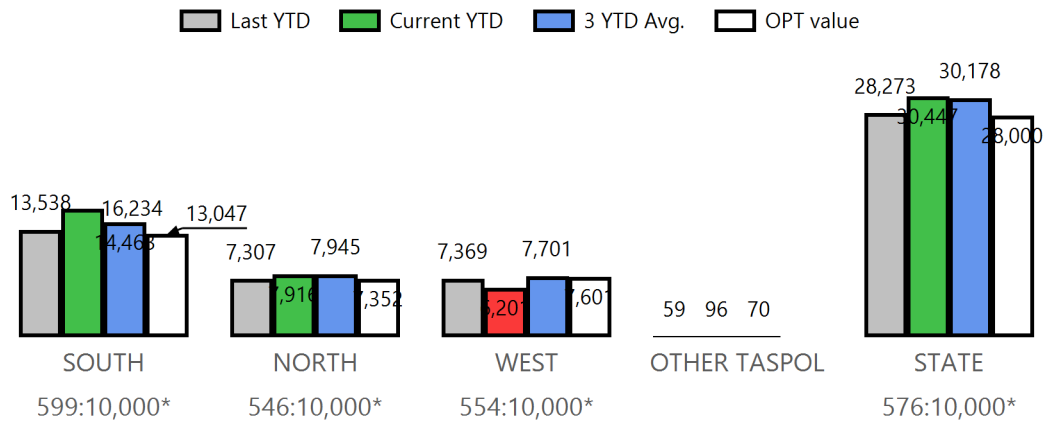 Last YTD Current YTD 3 YTD Avg. OPT value
30,178
28,273
30,447
28,000
13,538 16,234 13,047
14,463
7,307 7,945 7,369 7,701
7,916 7,352 7,601
59 96 70
SOUTH NORTH WEST OTHER TASPOL STATE
599:10,000* 546:10,000* 554:10,000* 576:10,000*